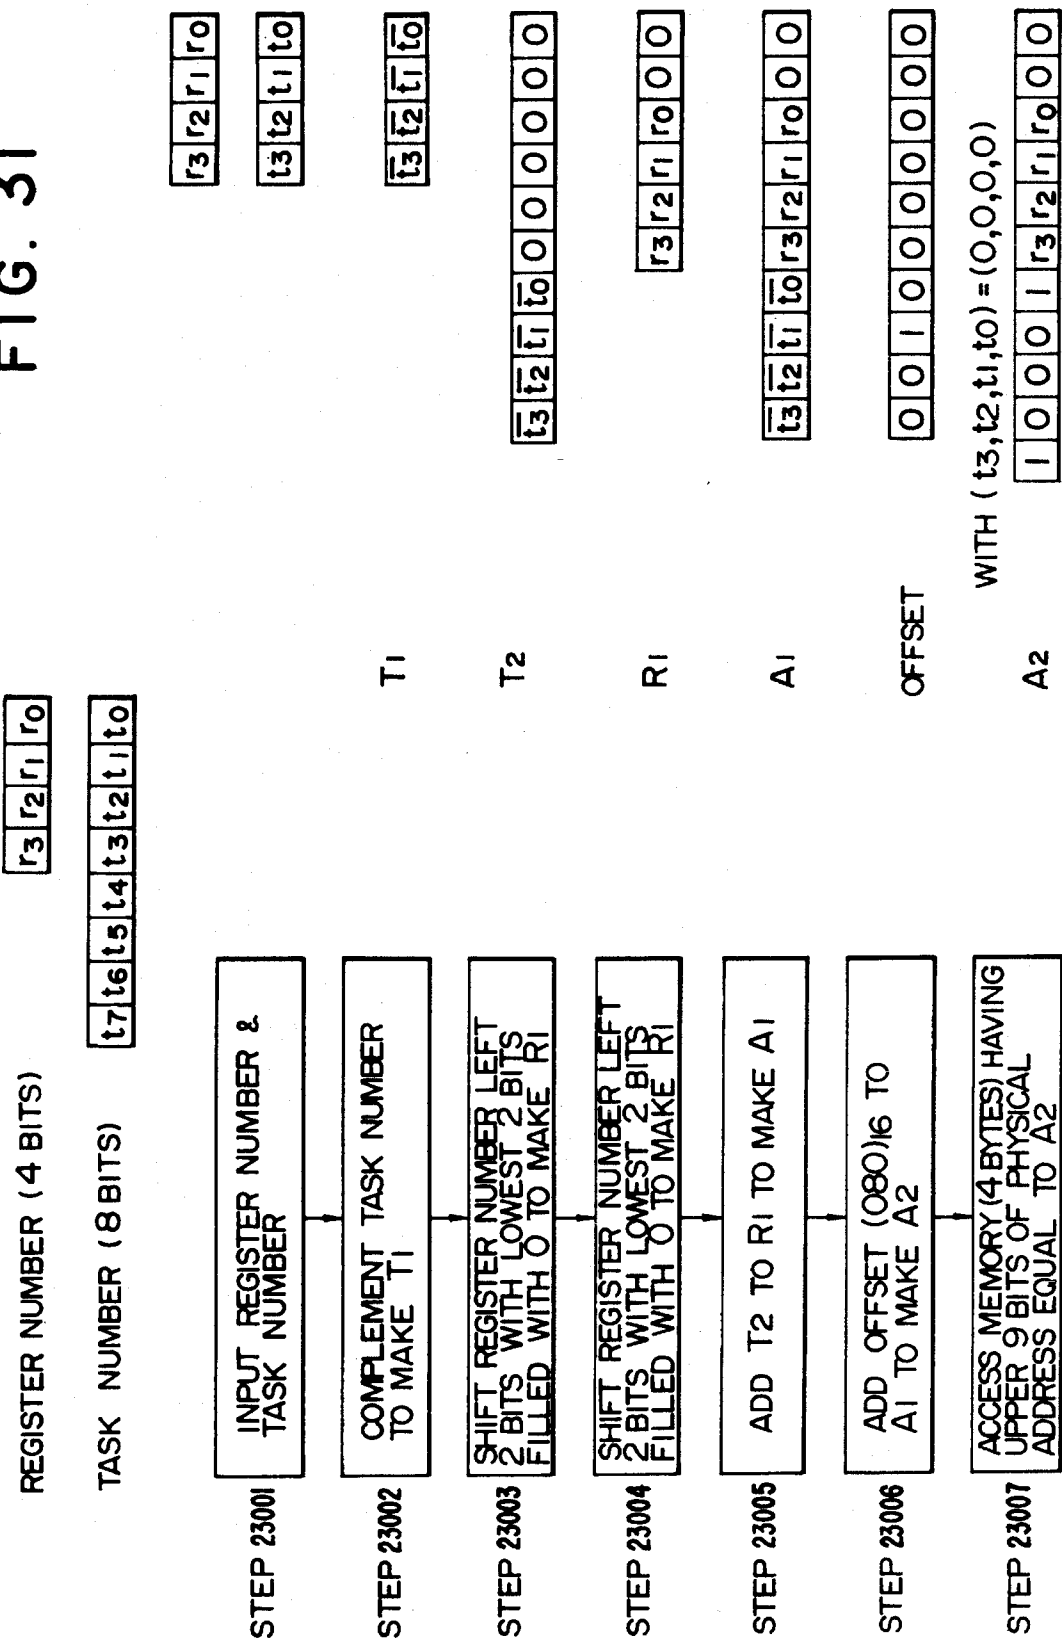 FIG. 31
REGISTER NUMBER (4 BITS)
r3 r2 r1 r0
TASK NUMBER (8 BITS)
t7 t6 t5 t4 t3 t2 t1 t0
STEP 23001
INPUT REGISTER NUMBER &
TASK NUMBER
r3 r2 r1 r0
t3 t2 t1 t0
STEP 23002
COMPLEMENT TASK NUMBER
TO MAKE T1
T1
t̅3 t̅2 t̅1 t̅0
STEP 23003
SHIFT REGISTER NUMBER LEFT
2 BITS WITH LOWEST 2 BITS
FILLED WITH 0 TO MAKE R1
T2
t̅3 t̅2 t̅1 t̅0 0 0 0 0 0 0
STEP 23004
SHIFT REGISTER NUMBER LEFT
2 BITS WITH LOWEST 2 BITS
FILLED WITH 0 TO MAKE R1
R1
r3 r2 r1 r0 0 0
STEP 23005
ADD T2 TO R1 TO MAKE A1
A1
t̅3 t̅2 t̅1 t̅0 r3 r2 r1 r0 0 0
STEP 23006
ADD OFFSET (080)16 TO
A1 TO MAKE A2
OFFSET
0 0 1 0 0 0 0 0 0 0
STEP 23007
ACCESS MEMORY (4 BYTES) HAVING
UPPER 9 BITS OF PHYSICAL
ADDRESS EQUAL TO A2
WITH (t3,t2,t1,t0)=(0,0,0,0)
A2
1 0 0 0 1 r3 r2 r1 r0 0 0